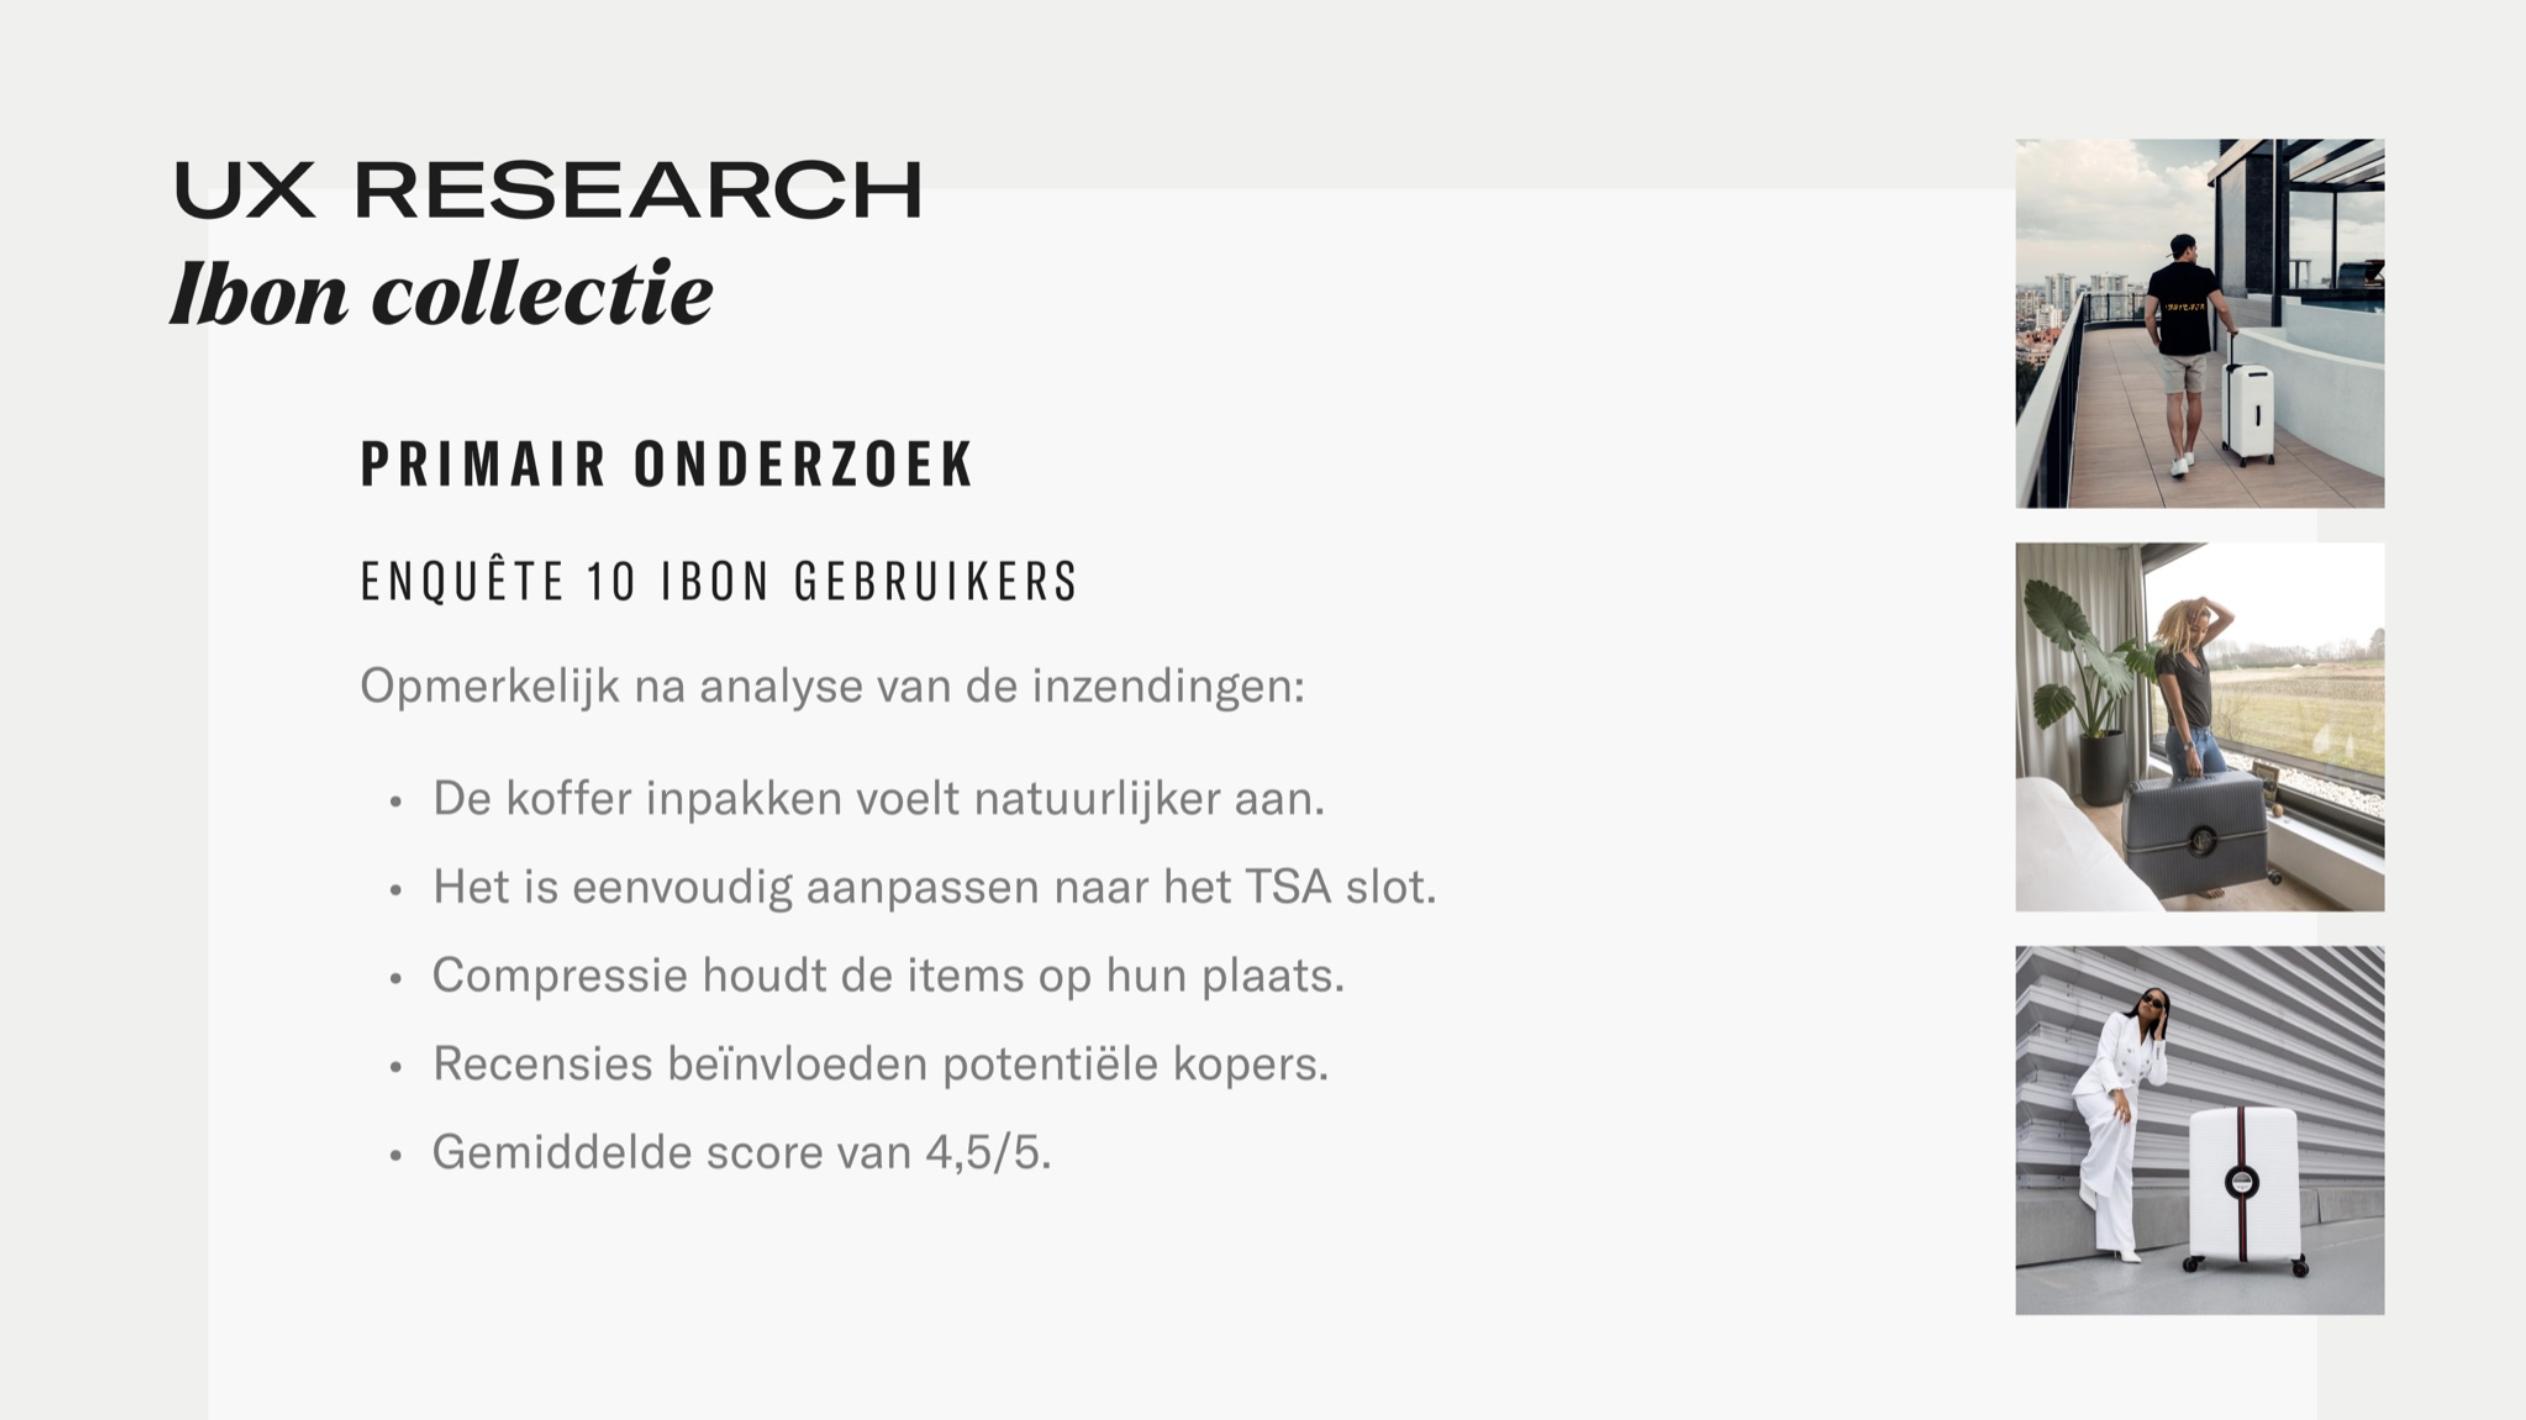 UX RESEARCH
Ibon collectie
PRIMAIR ONDERZOEK
ENQUÊTE 10 IBON GEBRUIKERS
Opmerkelijk na analyse van de inzendingen:
• De koffer inpakken voelt natuurlijker aan.
• Het is eenvoudig aanpassen naar het TSA slot.
• Compressie houdt de items op hun plaats.
• Recensies beïnvloeden potentiële kopers.
• Gemiddelde score van 4,5/5.